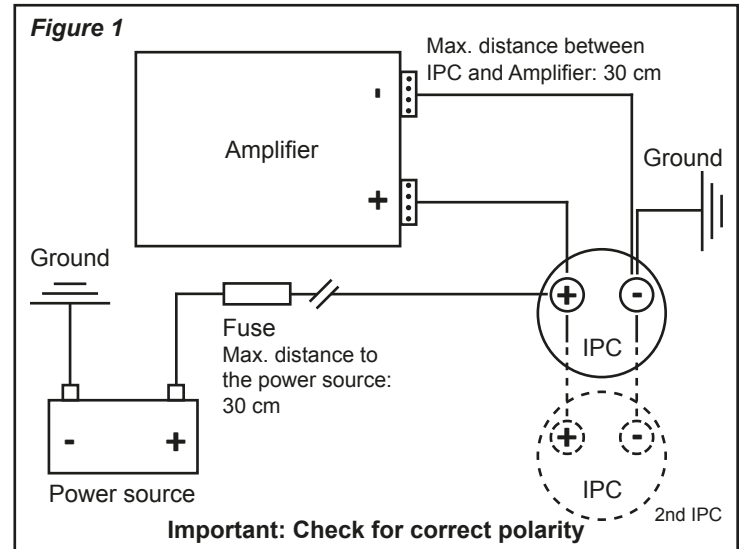 Figure 1
Max. distance between
IPC and Amplifier: 30 cm
-
Amplifier
+
Ground
Ground
Fuse
Max. distance to
the power source:
30 cm
+ -
IPC
- +
Power source
+ -
IPC
2nd IPC
Important: Check for correct polarity